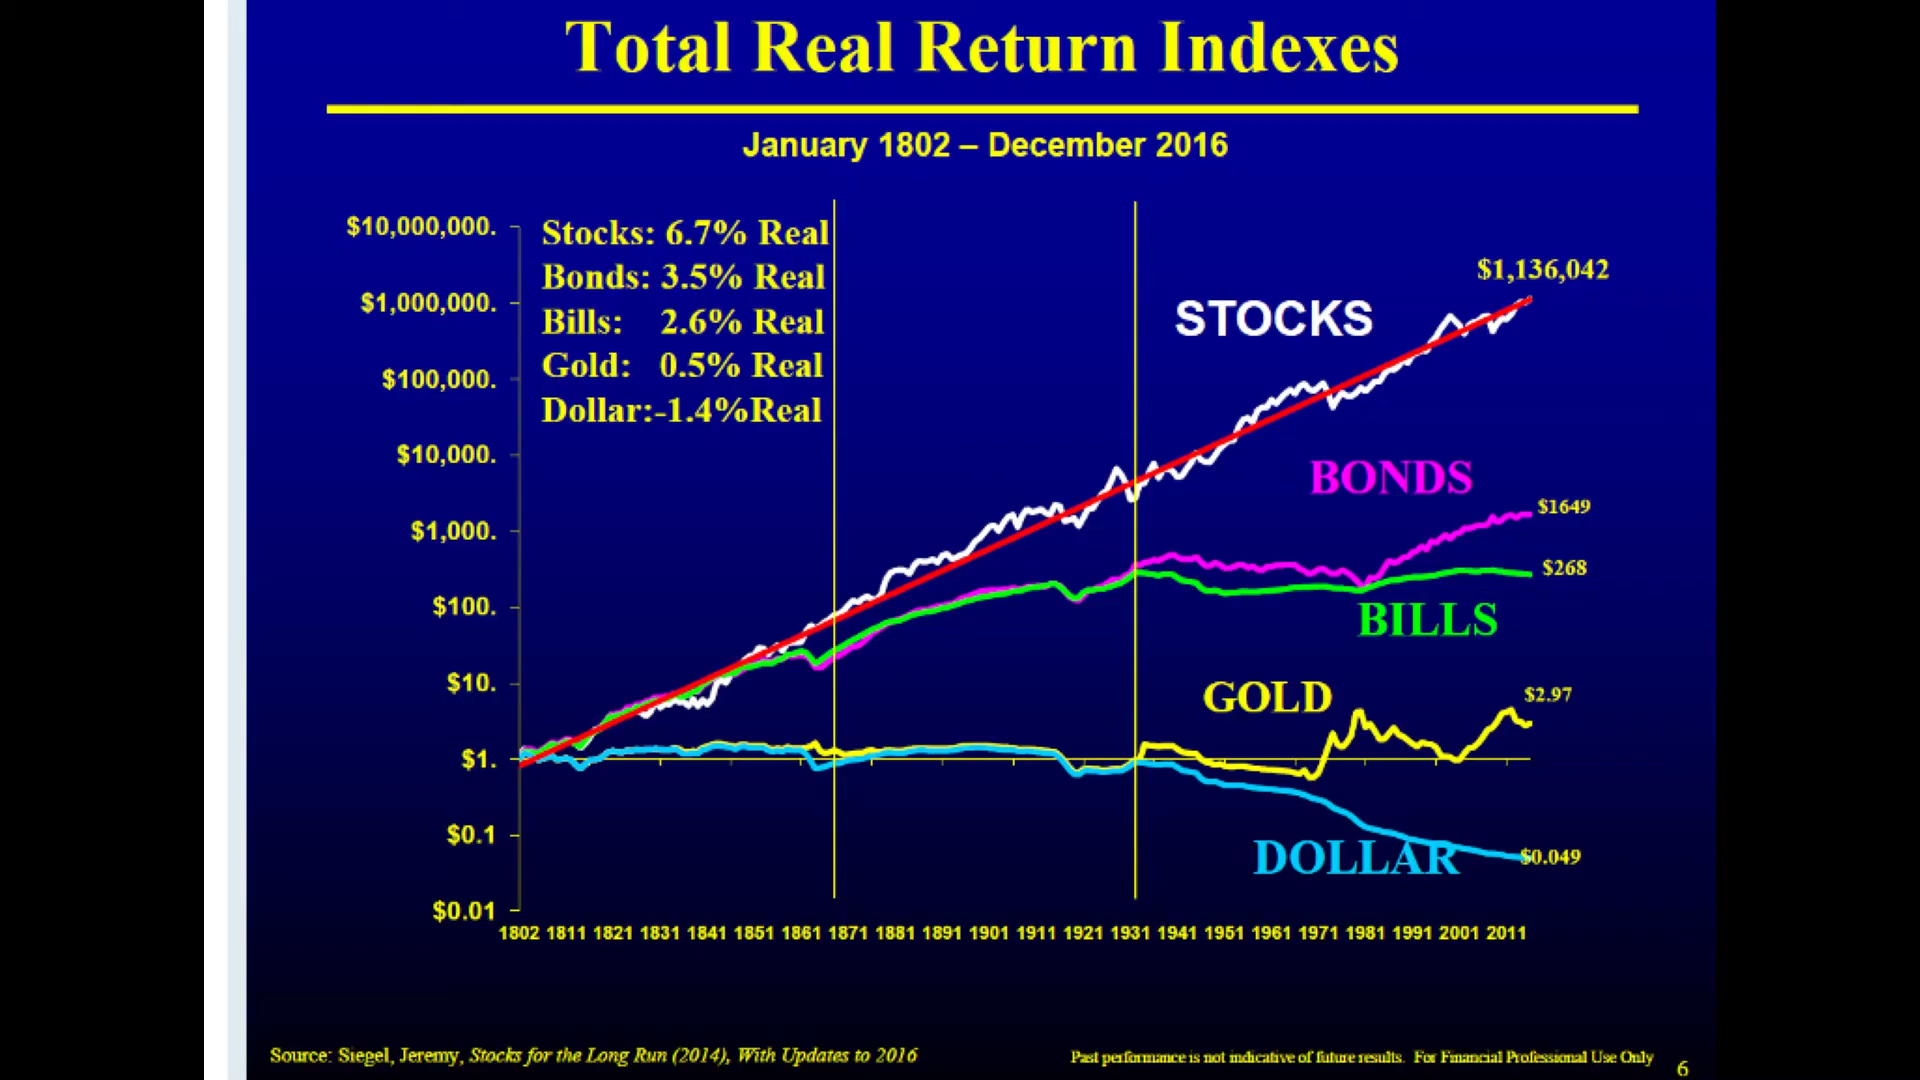 Total Real Return Indexes
January 1802 – December 2016
$10,000,000.
$1,000,000.
$100,000.
$10,000.
$1,000.
$100.
$10.
$1.
$0.1
$0.01
Stocks: 6.7% Real
Bonds: 3.5% Real
Bills: 2.6% Real
Gold: 0.5% Real
Dollar:-1.4%Real
$1,136,042
STOCKS
BONDS
$1649
$268
BILLS
GOLD
$2.97
DOLLAR
$0.049
1802 1811 1821 1831 1841 1851 1861 1871 1881 1891 1901 1911 1921 1931 1941 1951 1961 1971 1981 1991 2001 2011
Source: Siegel, Jeremy, Stocks for the Long Run (2014), With Updates to 2016
Past performance is not indicative of future results. For Financial Professional Use Only
6